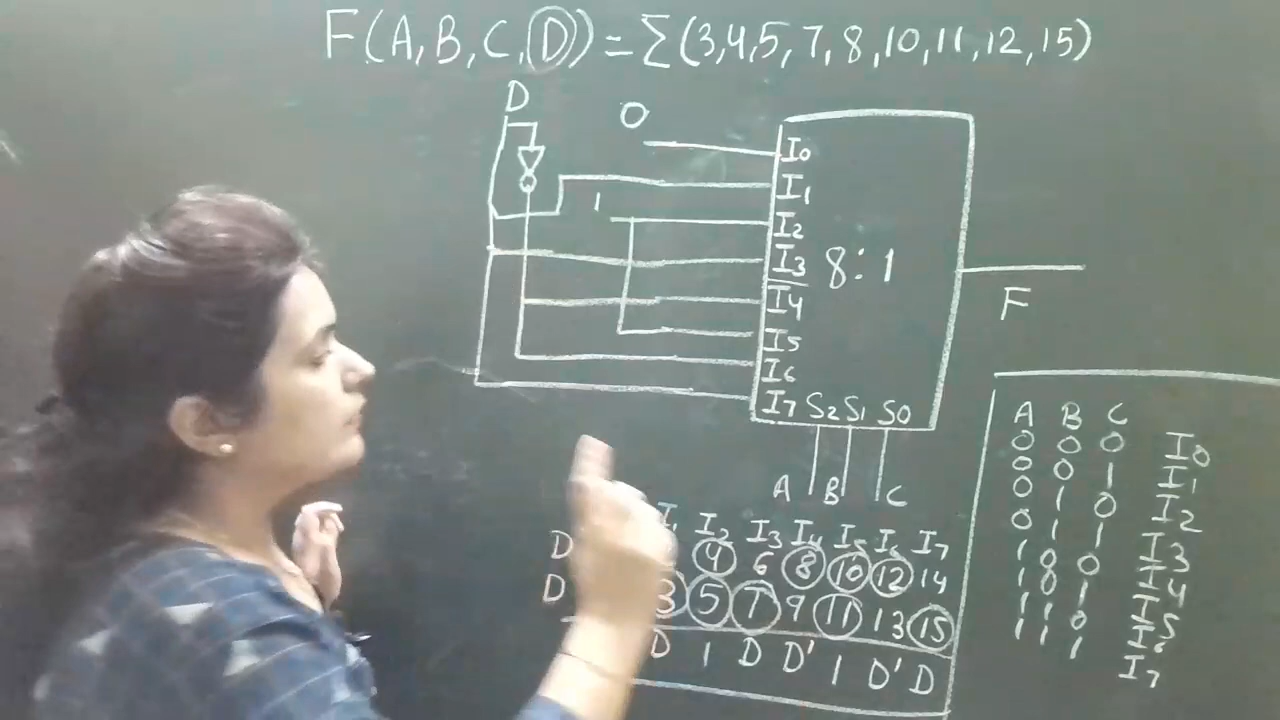 F(A,B,C,D) = Σ(3,4,5,7,8,10,11,12,15)
D
0
I0
I1
1
I2
I3
8:1
I4
F
I5
I6
I7 S2 S1 S0
A B C
I1 I2 I3 I4 I5 I6 I7
D 4 6 8 10 12 14
D 3 5 7 9 11 13 15
D 1 D D' 1 D' D
A B C
0 0 0 I0
0 0 1 I1
0 1 0 I2
0 1 1 I3
1 0 0 I4
1 0 1 I5
1 1 0 I6
1 1 1 I7